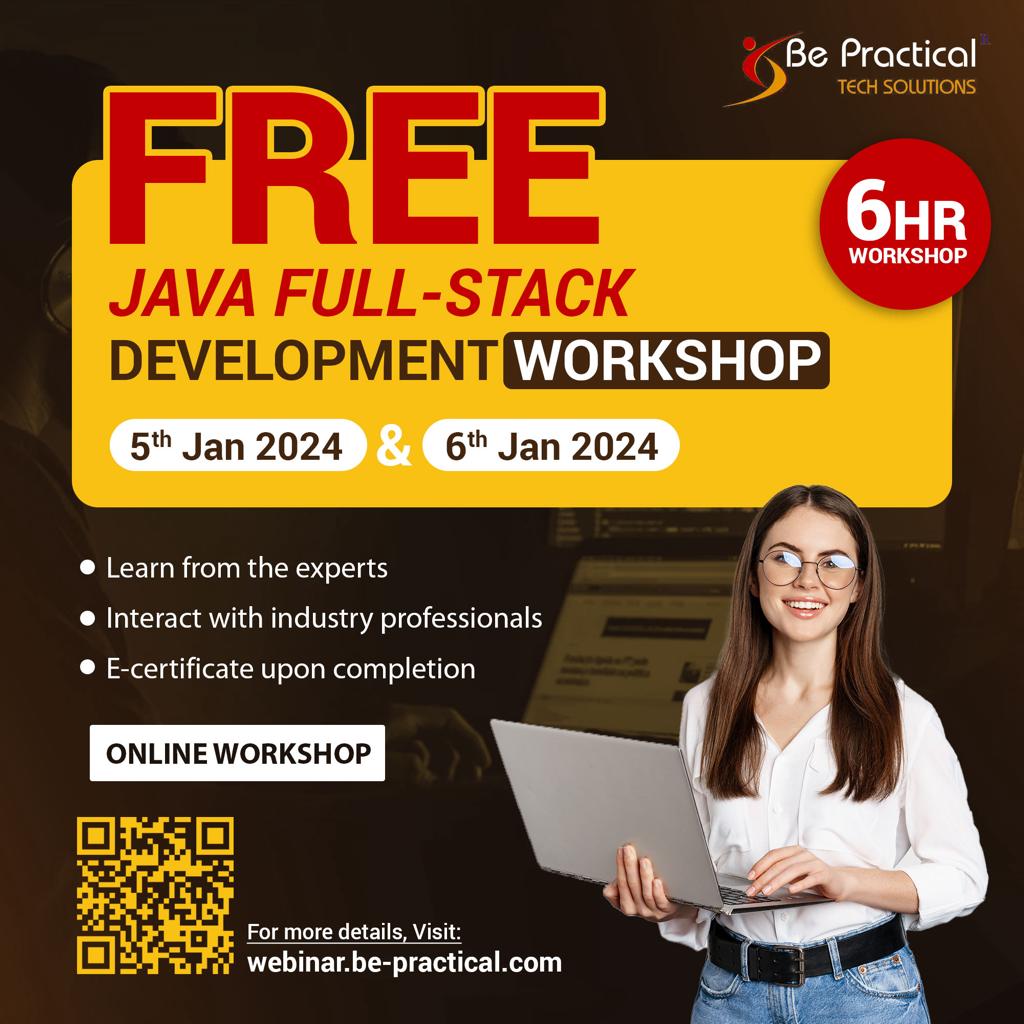 Be Practical
TECH SOLUTIONS
FREE
6HR
WORKSHOP
JAVA FULL-STACK
DEVELOPMENT WORKSHOP
5th Jan 2024 & 6th Jan 2024
• Learn from the experts
• Interact with industry professionals
• E-certificate upon completion
ONLINE WORKSHOP
For more details, Visit:
webinar.be-practical.com